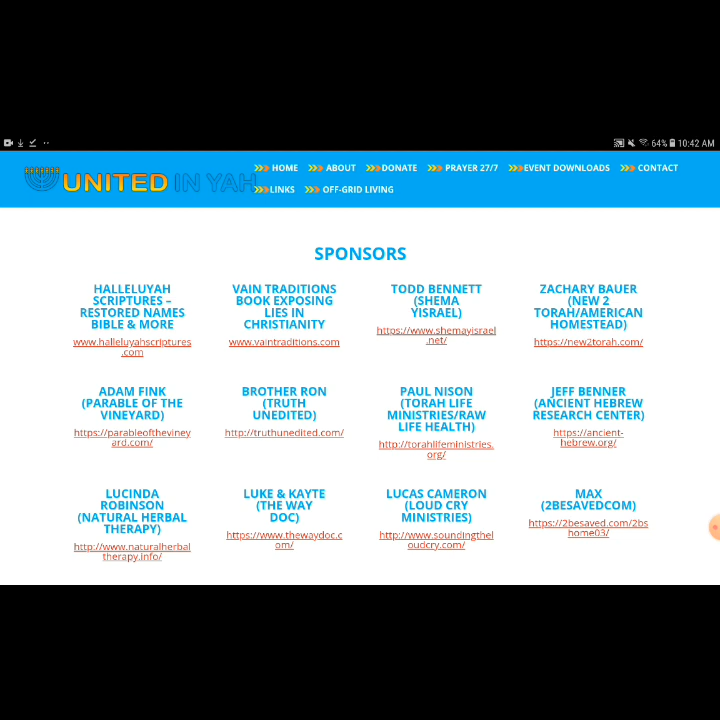 64% 10:42 AM
UNITED IN YAH
HOME ABOUT DONATE PRAYER 27/7 EVENT DOWNLOADS CONTACT
LINKS OFF-GRID LIVING
SPONSORS
HALLELUYAH
SCRIPTURES –
RESTORED NAMES
BIBLE & MORE
www.halleluyahscriptures
.com
VAIN TRADITIONS
BOOK EXPOSING
LIES IN
CHRISTIANITY
www.vaintraditions.com
TODD BENNETT
(SHEMA
YISRAEL)
https://www.shemayisrael
.net/
ZACHARY BAUER
(NEW 2
TORAH/AMERICAN
HOMESTEAD)
https://new2torah.com/
ADAM FINK
(PARABLE OF THE
VINEYARD)
https://parableoftheviney
ard.com/
BROTHER RON
(TRUTH
UNEDITED)
http://truthunedited.com/
PAUL NISON
(TORAH LIFE
MINISTRIES/RAW
LIFE HEALTH)
http://torahlifeministries.
org/
JEFF BENNER
(ANCIENT HEBREW
RESEARCH CENTER)
https://ancient-
hebrew.org/
LUCINDA
ROBINSON
(NATURAL HERBAL
THERAPY)
http://www.naturalherbal
therapy.info/
LUKE & KAYTE
(THE WAY
DOC)
https://www.thewaydoc.c
om/
LUCAS CAMERON
(LOUD CRY
MINISTRIES)
http://www.soundingthel
oudcry.com/
MAX
(2BESAVEDCOM)
https://2besaved.com/2bs
home03/